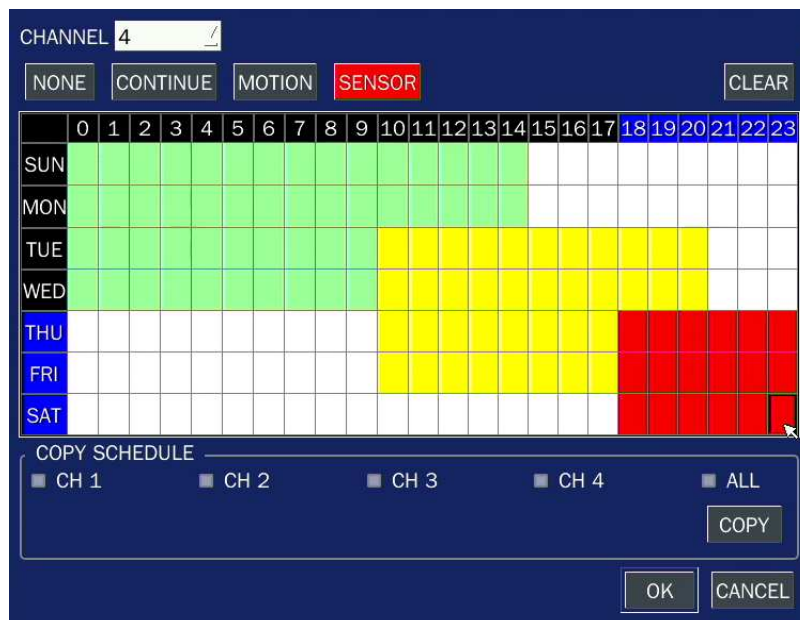 CHANNEL 4
NONE CONTINUE MOTION SENSOR CLEAR
0 1 2 3 4 5 6 7 8 9 10 11 12 13 14 15 16 17 18 19 20 21 22 23
SUN
MON
TUE
WED
THU
FRI
SAT
COPY SCHEDULE
CH 1 CH 2 CH 3 CH 4 ALL
COPY
OK CANCEL